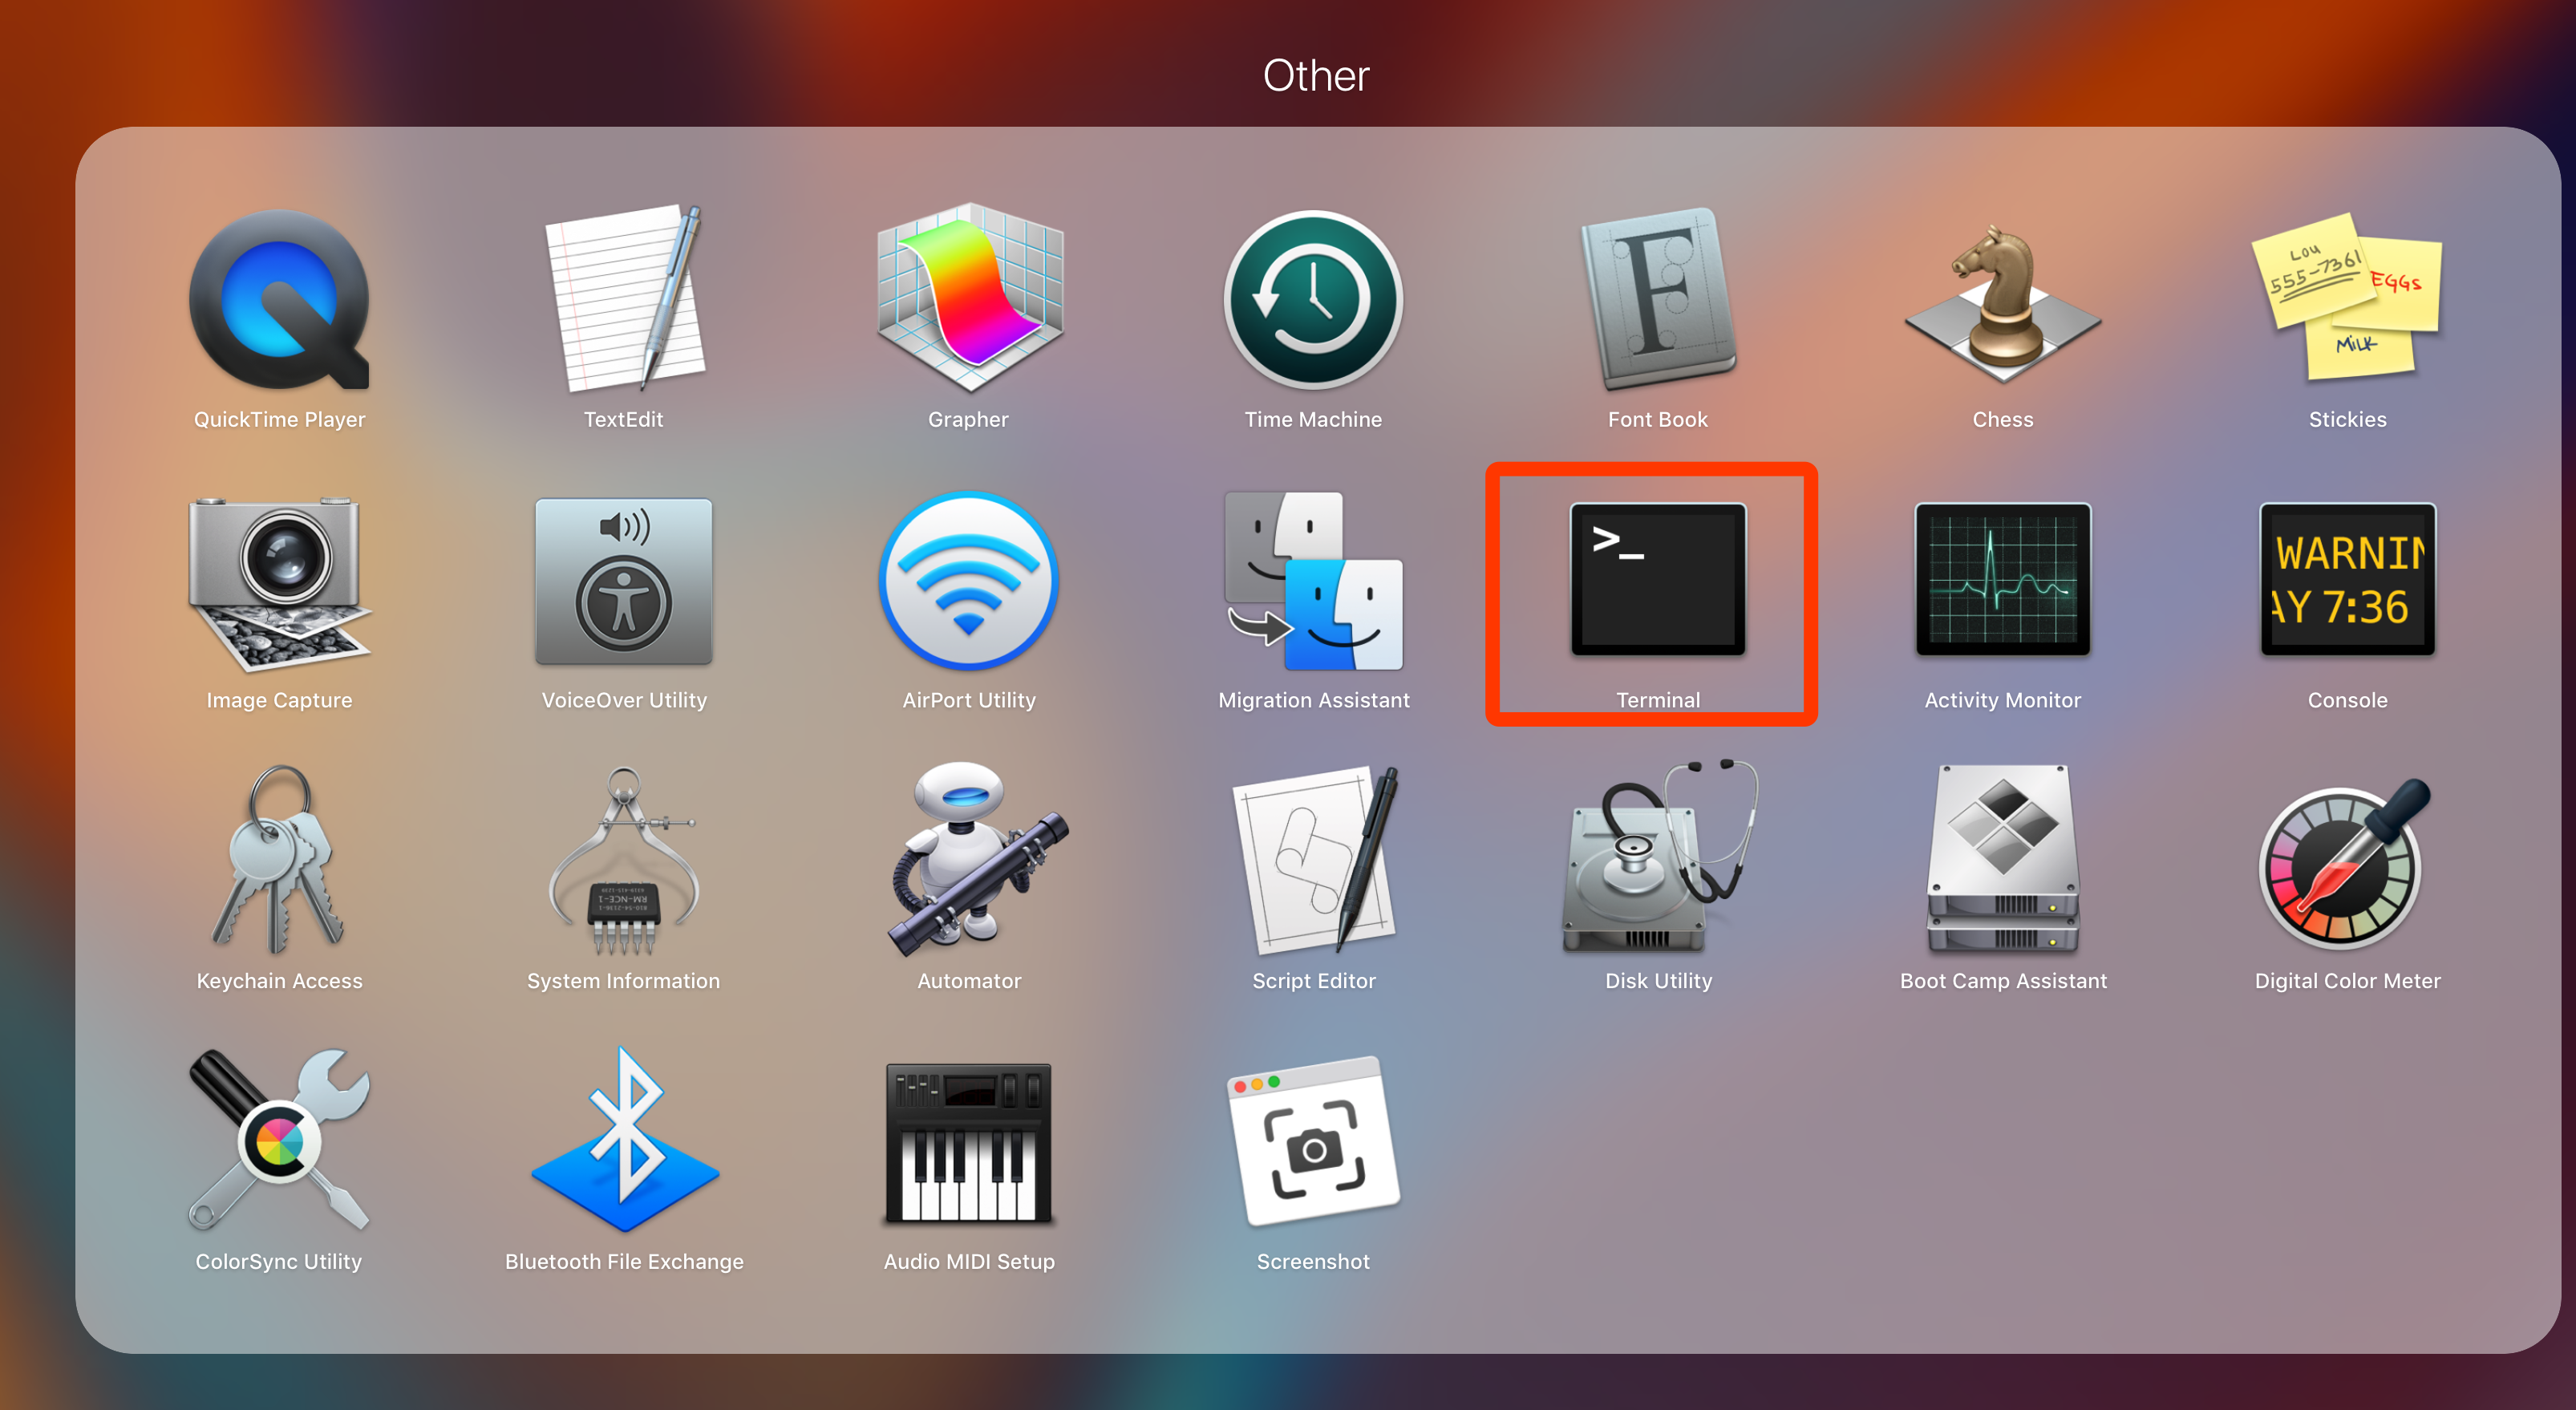 Other
Lou
555-7361
EGGS
MILK
QuickTime Player
TextEdit
Grapher
Time Machine
Font Book
Chess
Stickies
>_
WARNIN
AY 7:36
Image Capture
VoiceOver Utility
AirPort Utility
Migration Assistant
Terminal
Activity Monitor
Console
Keychain Access
System Information
Automator
Script Editor
Disk Utility
Boot Camp Assistant
Digital Color Meter
ColorSync Utility
Bluetooth File Exchange
Audio MIDI Setup
Screenshot